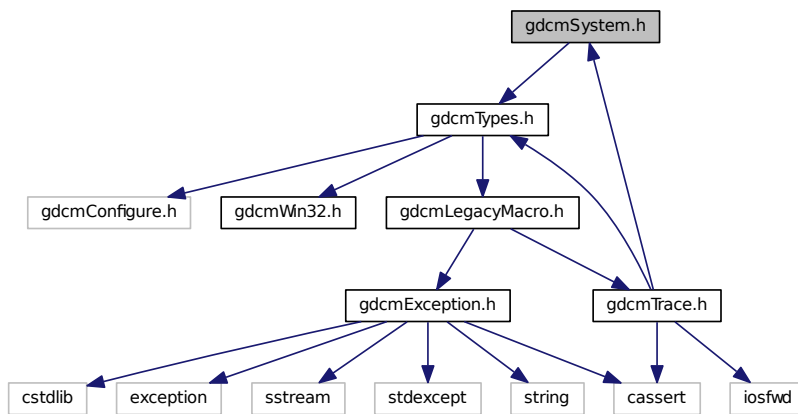 gdcmSystem.h
gdcmTypes.h
gdcmConfigure.h
gdcmWin32.h
gdcmLegacyMacro.h
gdcmException.h
gdcmTrace.h
cstdlib
exception
sstream
stdexcept
string
cassert
iosfwd